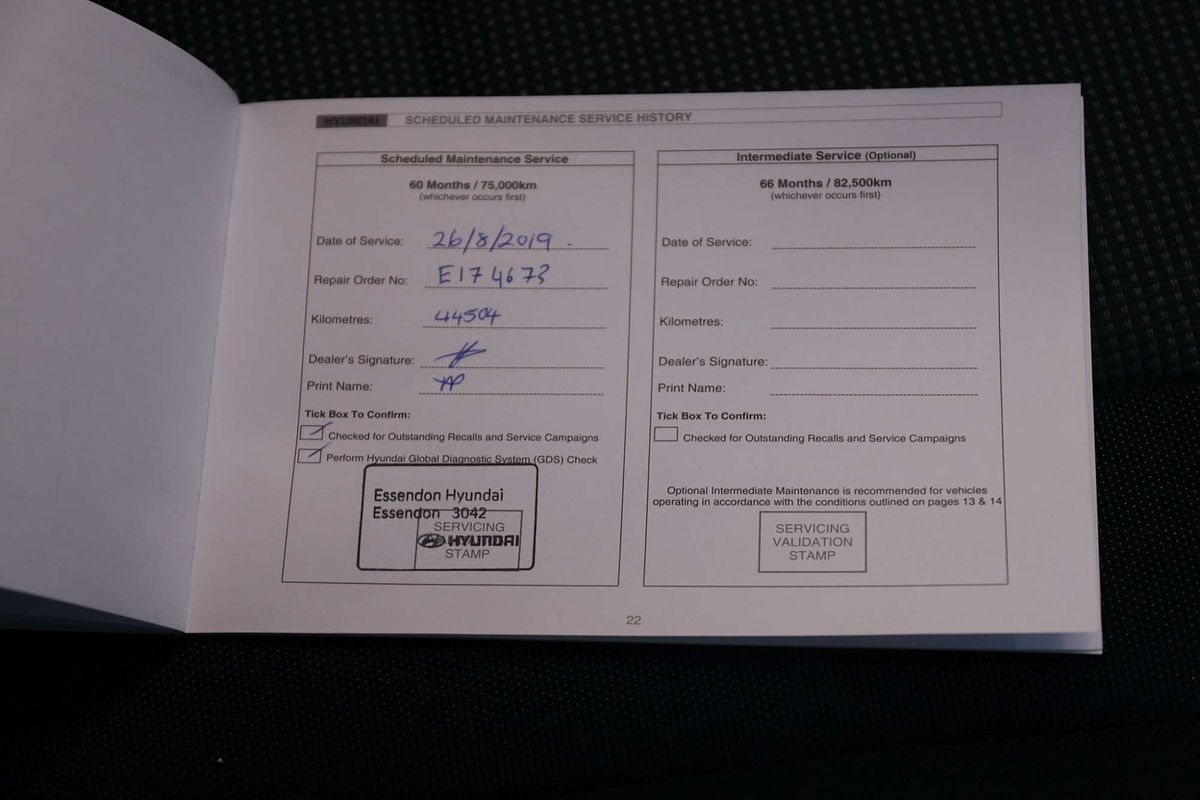 HYUNDAI SCHEDULED MAINTENANCE SERVICE HISTORY
Scheduled Maintenance Service
60 Months / 75,000km
(whichever occurs first)
Date of Service: 26/8/2019
Repair Order No: E174673
Kilometres: 44504
Dealer's Signature:
Print Name:
Tick Box To Confirm:
Checked for Outstanding Recalls and Service Campaigns
Perform Hyundai Global Diagnostic System (GDS) Check
Essendon Hyundai
Essendon 3042
SERVICING
HYUNDAI
STAMP
Intermediate Service (Optional)
66 Months / 82,500km
(whichever occurs first)
Date of Service:
Repair Order No:
Kilometres:
Dealer's Signature:
Print Name:
Tick Box To Confirm:
Checked for Outstanding Recalls and Service Campaigns
Optional Intermediate Maintenance is recommended for vehicles
operating in accordance with the conditions outlined on pages 13 & 14
SERVICING
VALIDATION
STAMP
22